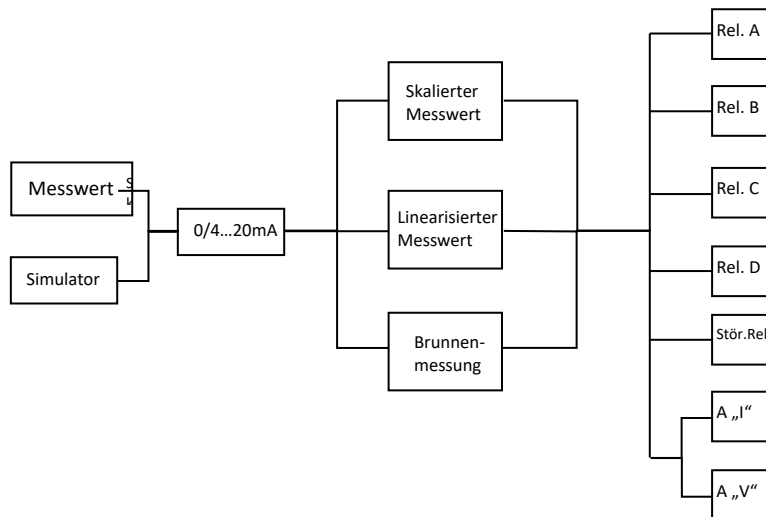 Messwert
Simulator
0/4...20mA
Skalierter
Messwert
Linearisierter
Messwert
Brunnen-
messung
Rel. A
Rel. B
Rel. C
Rel. D
Stör.Rel
A „I“
A „V“